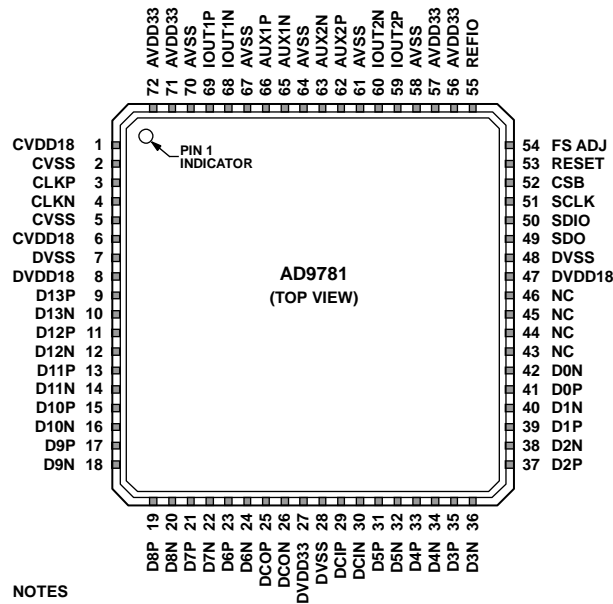 AVDD33 72
AVDD33 71
AVSS 70
IOUT1P 69
IOUT1N 68
AVSS 67
AUX1P 66
AUX1N 65
AVSS 64
AUX2N 63
AUX2P 62
AVSS 61
IOUT2N 60
IOUT2P 59
AVSS 58
AVDD33 57
AVDD33 56
REFIO 55
CVDD18 1
CVSS 2
CLKP 3
CLKN 4
CVSS 5
CVDD18 6
DVSS 7
DVDD18 8
D13P 9
D13N 10
D12P 11
D12N 12
D11P 13
D11N 14
D10P 15
D10N 16
D9P 17
D9N 18
PIN 1
INDICATOR
AD9781
(TOP VIEW)
54 FS ADJ
53 RESET
52 CSB
51 SCLK
50 SDIO
49 SDO
48 DVSS
47 DVDD18
46 NC
45 NC
44 NC
43 NC
42 D0N
41 D0P
40 D1N
39 D1P
38 D2N
37 D2P
D8P 19
D8N 20
D7P 21
D7N 22
D6P 23
D6N 24
DCOP 25
DCON 26
DVDD33 27
DVSS 28
DCIP 29
DCIN 30
D5P 31
D5N 32
D4P 33
D4N 34
D3P 35
D3N 36
NOTES